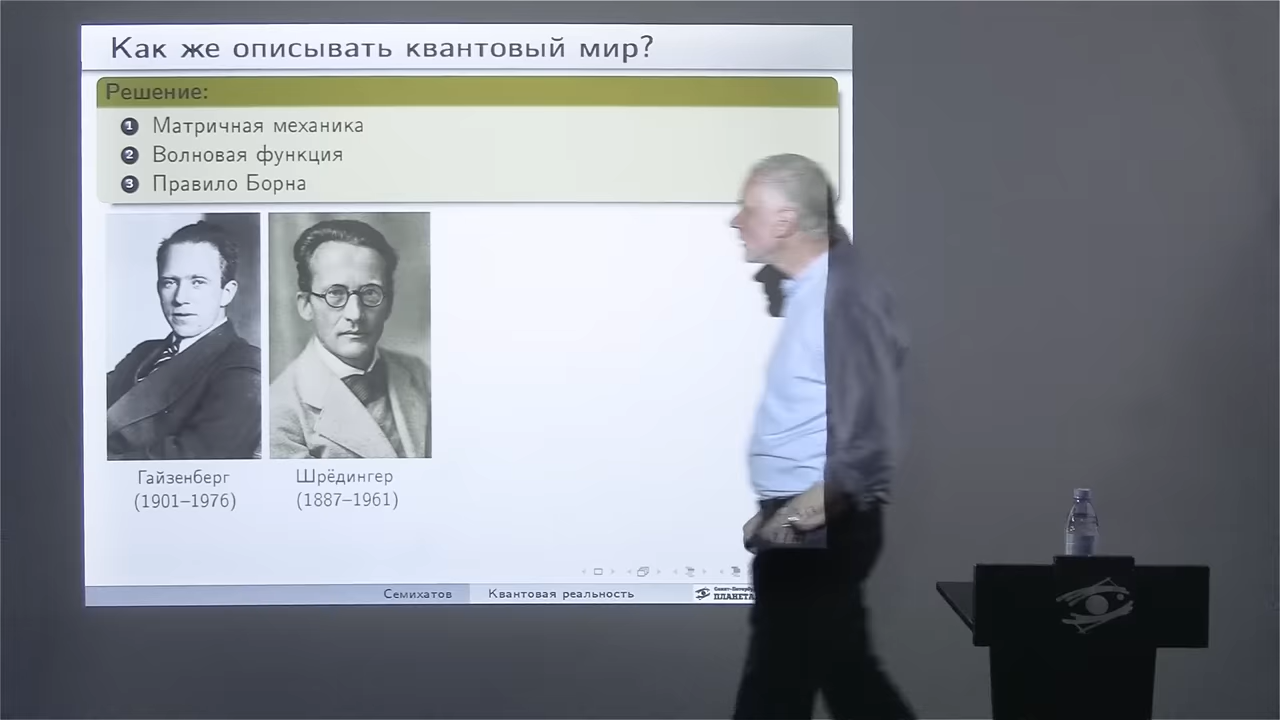 Как же описывать квантовый мир?
Решение:
1 Матричная механика
2 Волновая функция
3 Правило Борна
Гайзенберг
(1901–1976)
Шрёдингер
(1887–1961)
Семихатов
Квантовая реальность
ПЛАНЕТА